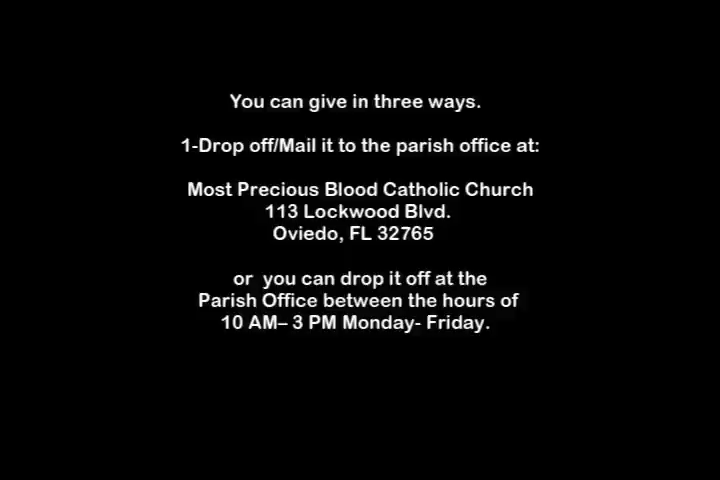 You can give in three ways.
1-Drop off/Mail it to the parish office at:
Most Precious Blood Catholic Church
113 Lockwood Blvd.
Oviedo, FL 32765
or  you can drop it off at the
Parish Office between the hours of
10 AM– 3 PM Monday- Friday.